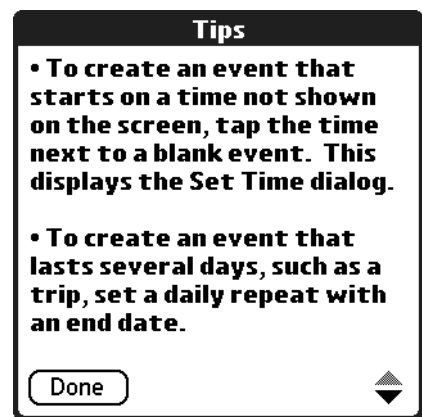 Tips
• To create an event that
starts on a time not shown
on the screen, tap the time
next to a blank event.  This
displays the Set Time dialog.
• To create an event that
lasts several days, such as a
trip, set a daily repeat with
an end date.
Done